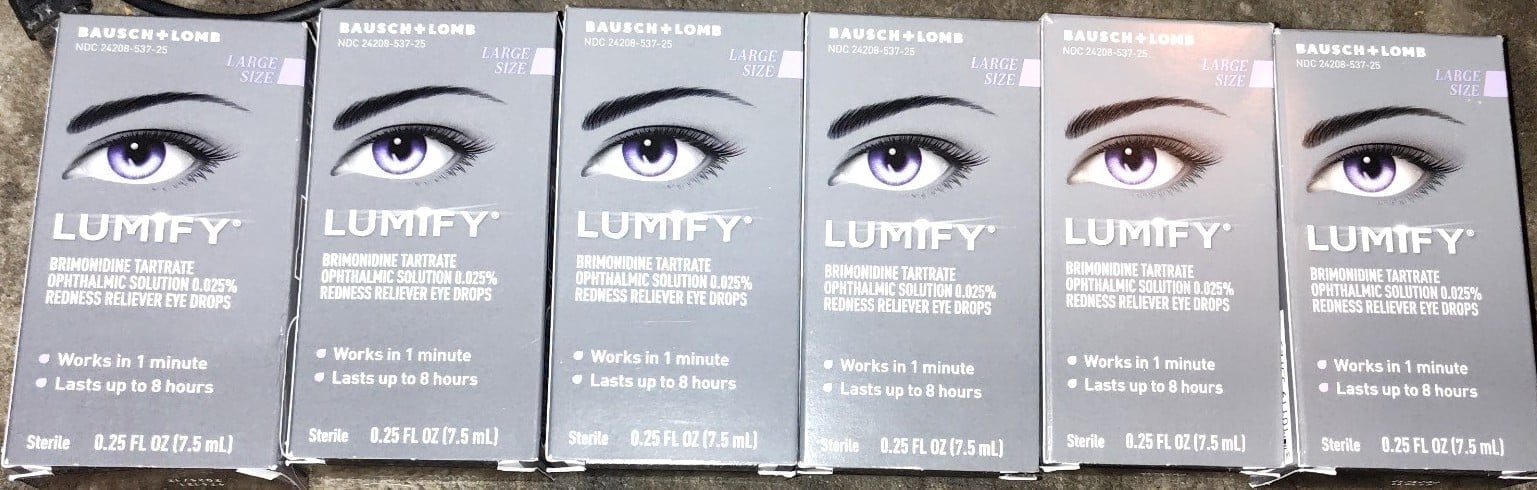 BAUSCH+LOMB
NDC 24208-537-25
LARGE
SIZE
LUMIFY®
BRIMONIDINE TARTRATE
OPHTHALMIC SOLUTION 0.025%
REDNESS RELIEVER EYE DROPS
Works in 1 minute
Lasts up to 8 hours
Sterile 0.25 FL OZ (7.5 mL)
BAUSCH+LOMB
NDC 24208-537-25
LARGE
SIZE
LUMIFY®
BRIMONIDINE TARTRATE
OPHTHALMIC SOLUTION 0.025%
REDNESS RELIEVER EYE DROPS
Works in 1 minute
Lasts up to 8 hours
Sterile 0.25 FL OZ (7.5 mL)
BAUSCH+LOMB
NDC 24208-537-25
LARGE
SIZE
LUMIFY®
BRIMONIDINE TARTRATE
OPHTHALMIC SOLUTION 0.025%
REDNESS RELIEVER EYE DROPS
Works in 1 minute
Lasts up to 8 hours
Sterile 0.25 FL OZ (7.5 mL)
BAUSCH+LOMB
NDC 24208-537-25
LARGE
SIZE
LUMIFY®
BRIMONIDINE TARTRATE
OPHTHALMIC SOLUTION 0.025%
REDNESS RELIEVER EYE DROPS
Works in 1 minute
Lasts up to 8 hours
Sterile 0.25 FL OZ (7.5 mL)
BAUSCH+LOMB
NDC 24208-537-25
LARGE
SIZE
LUMIFY®
BRIMONIDINE TARTRATE
OPHTHALMIC SOLUTION 0.025%
REDNESS RELIEVER EYE DROPS
Works in 1 minute
Lasts up to 8 hours
Sterile 0.25 FL OZ (7.5 mL)
BAUSCH+LOMB
NDC 24208-537-25
LARGE
SIZE
LUMIFY®
BRIMONIDINE TARTRATE
OPHTHALMIC SOLUTION 0.025%
REDNESS RELIEVER EYE DROPS
Works in 1 minute
Lasts up to 8 hours
Sterile 0.25 FL OZ (7.5 mL)